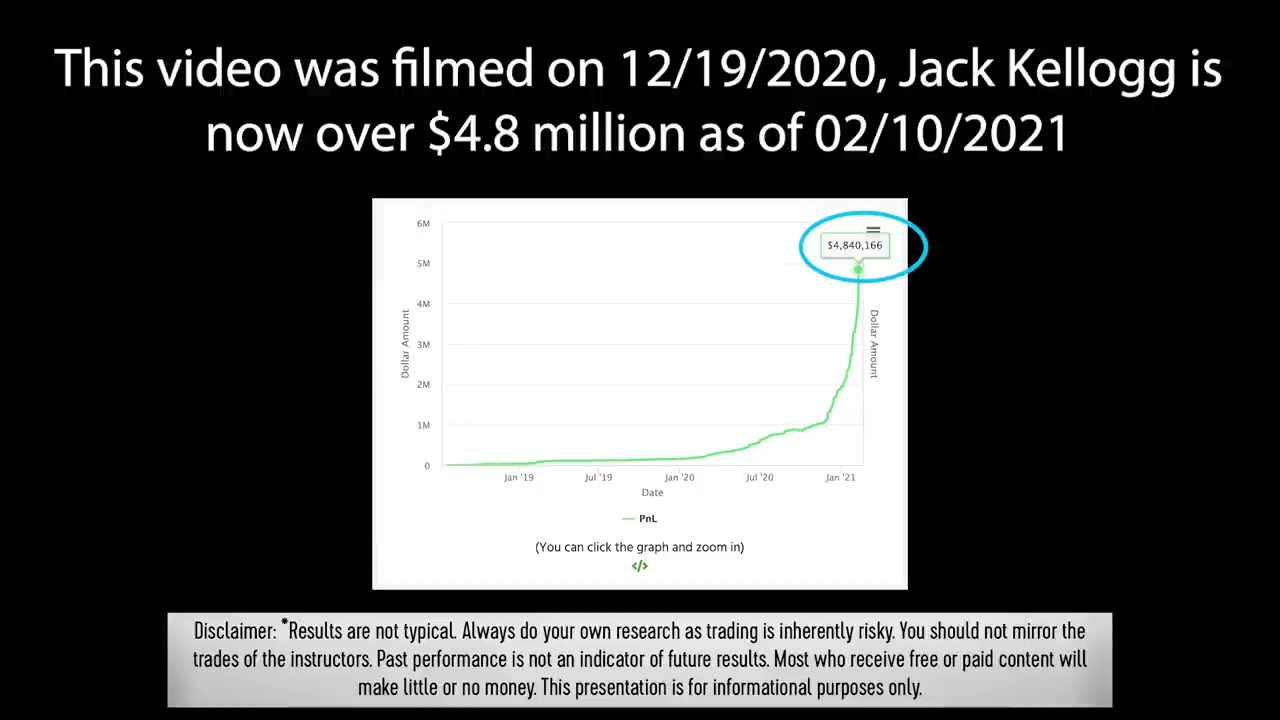 This video was filmed on 12/19/2020, Jack Kellogg is
now over $4.8 million as of 02/10/2021
6M
$4,840,166
5M
4M
3M
2M
1M
0
Dollar Amount
Dollar Amount
Jan '19
Jul '19
Jan '20
Jul '20
Jan '21
Date
PnL
(You can click the graph and zoom in)
</>
Disclaimer: *Results are not typical. Always do your own research as trading is inherently risky. You should not mirror the
trades of the instructors. Past performance is not an indicator of future results. Most who receive free or paid content will
make little or no money. This presentation is for informational purposes only.